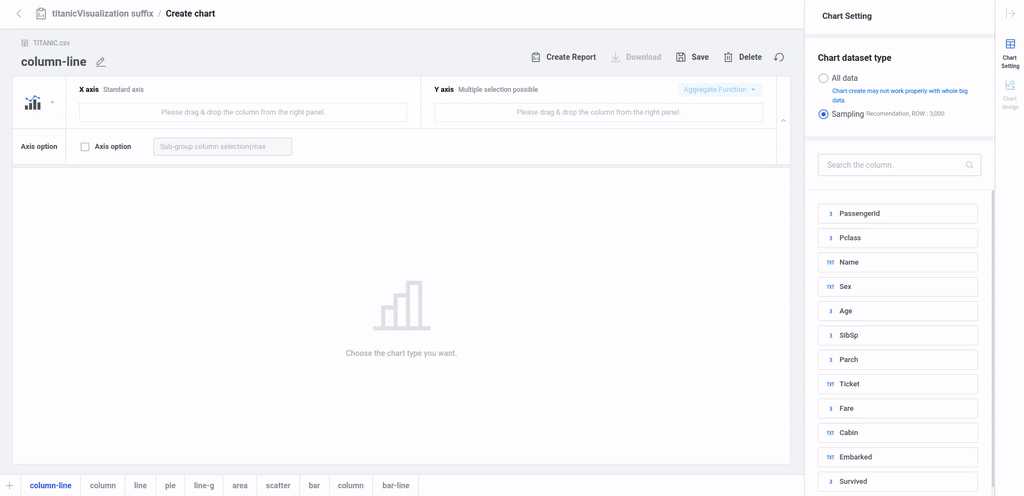 titanicVisualization suffix / Create chart
TITANIC.csv
column-line
Create Report
Download
Save
Delete
X axis Standard axis
Please drag & drop the column from the right panel.
Y axis Multiple selection possible
Aggregate Function
Please drag & drop the column from the right panel.
Axis option
Axis option
Sub-group column selection(max
Choose the chart type you want.
column-line
column
line
pie
line-g
area
scatter
bar
column
bar-line
Chart Setting
Chart dataset type
All data
Chart create may not work properly with whole big
data.
Sampling Recomendation, ROW : 3,000
Search the column.
3 PassengerId
3 Pclass
TXT Name
TXT Sex
3 Age
3 SibSp
3 Parch
TXT Ticket
3 Fare
TXT Cabin
TXT Embarked
3 Survived
Chart
Setting
Chart
design